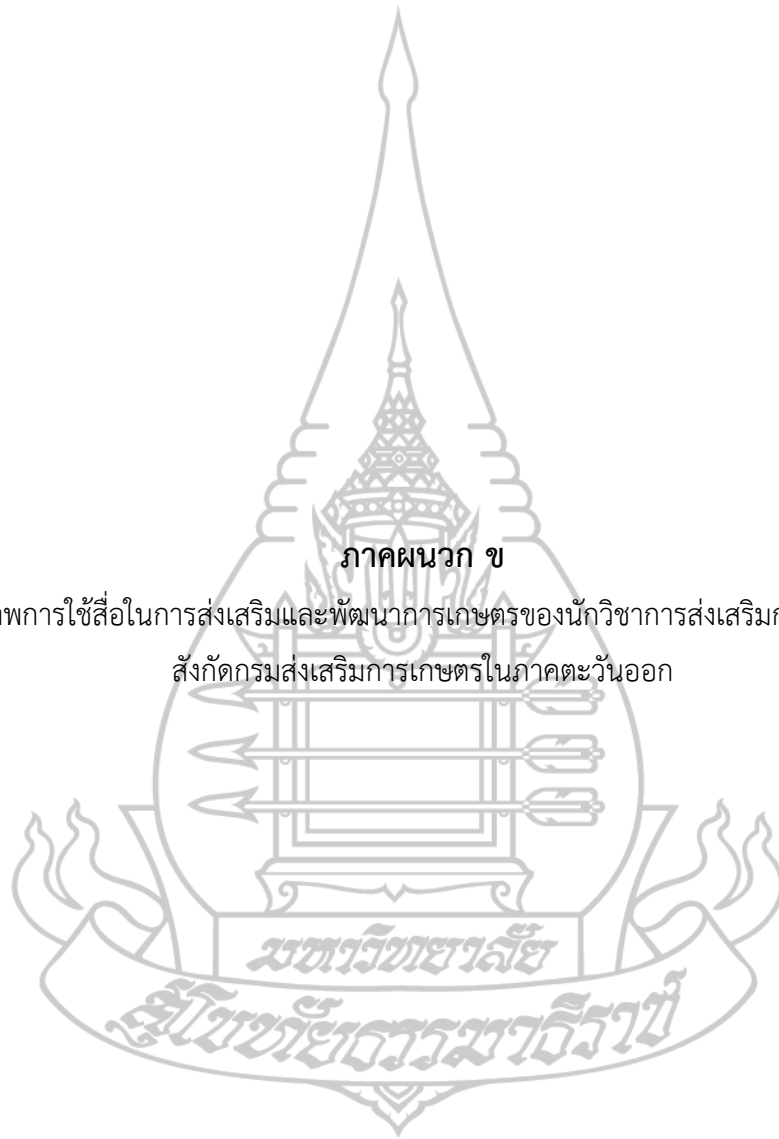 ภาคผนวก ข
พการใช้สื่อในการส่งเสริมและพัฒนาการเกษตรของนักวิชาการส่งเสริมก
สังกัดกรมส่งเสริมการเกษตรในภาคตะวันออก
มหาวิทยาลัย
สุโขทัยธรรมาธิราช